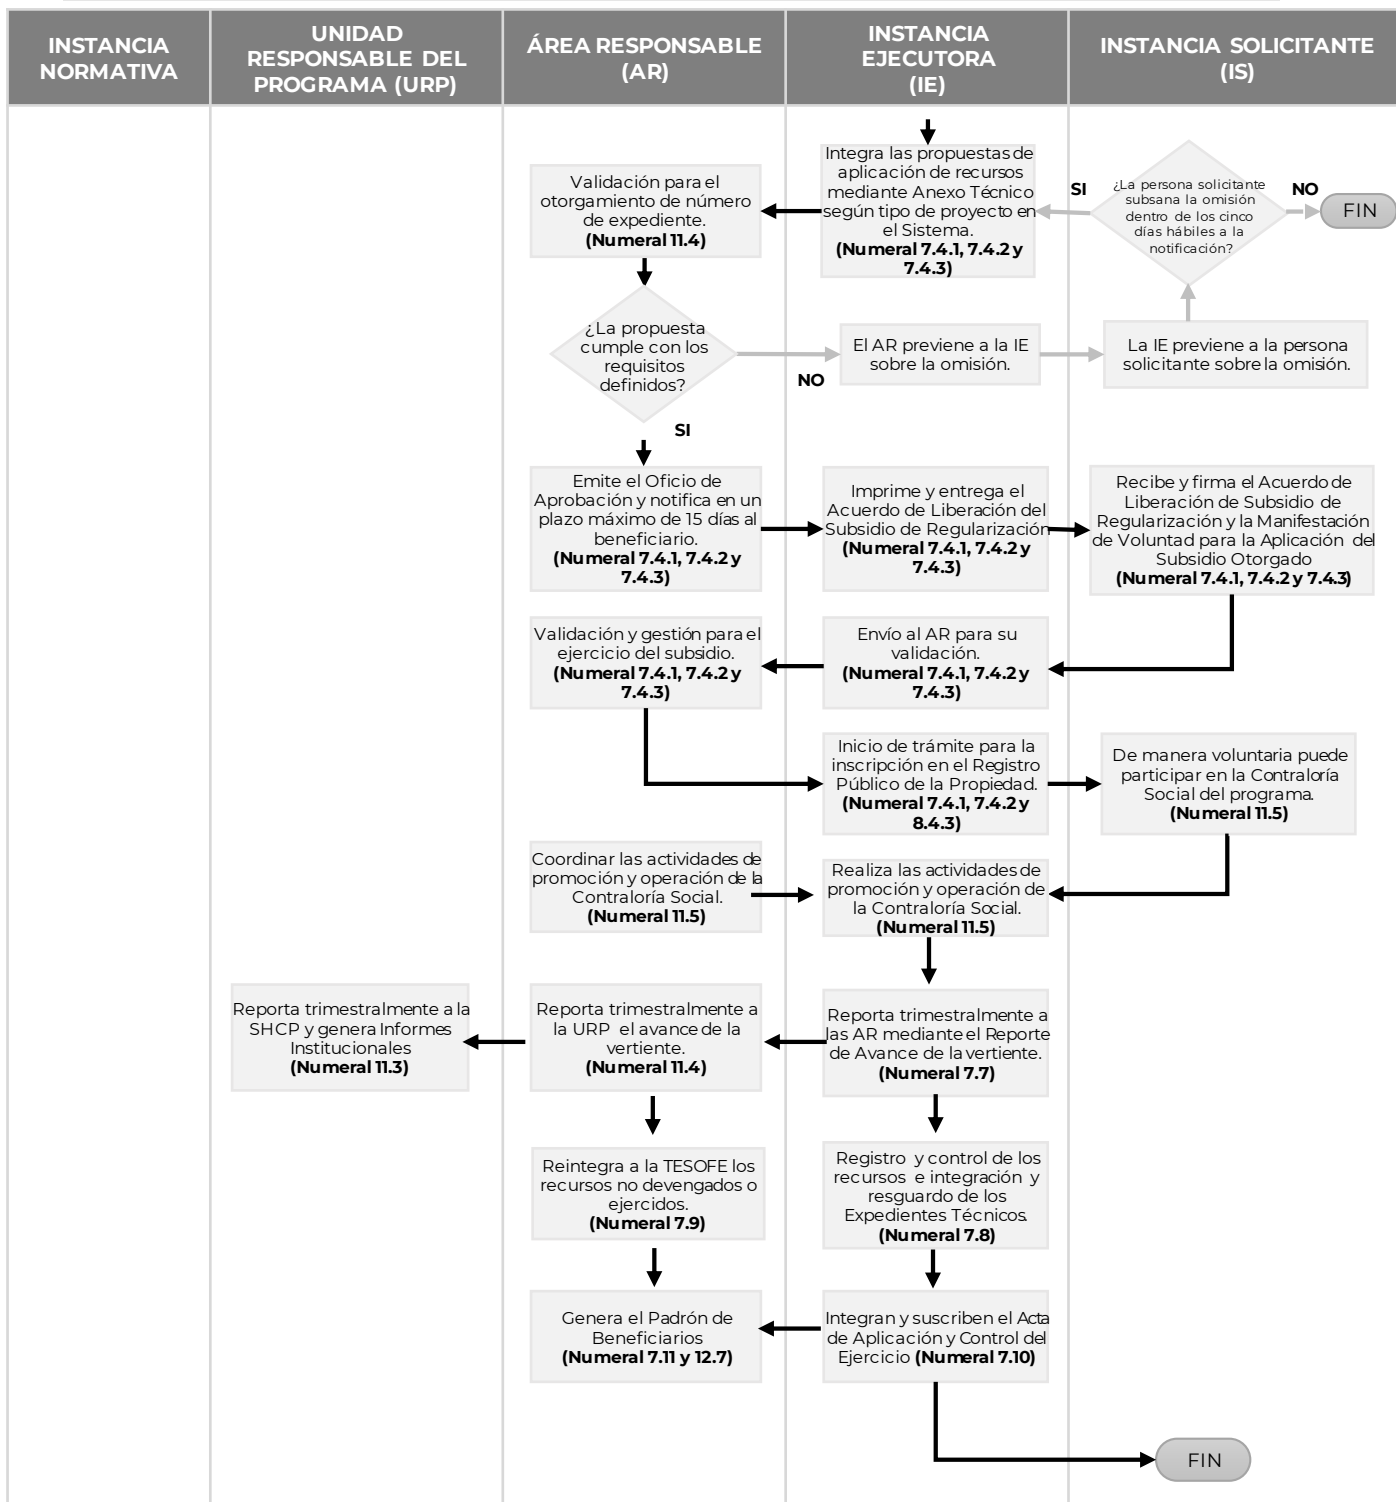 INSTANCIA
NORMATIVA
UNIDAD
RESPONSABLE DEL
PROGRAMA (URP)
ÁREA RESPONSABLE
(AR)
INSTANCIA
EJECUTORA
(IE)
INSTANCIA SOLICITANTE
(IS)
Integra las propuestas de
aplicación de recursos
mediante Anexo Técnico
según tipo de proyecto en
el Sistema.
(Numeral 7.4.1, 7.4.2 y
7.4.3)
SI
¿La persona solicitante
subsana la omisión
dentro de los cinco
días hábiles a la
notificación?
NO
FIN
Validación para el
otorgamiento de número
de expediente.
(Numeral 11.4)
¿La propuesta
cumple con los
requisitos
definidos?
NO
El AR previene a la IE
sobre la omisión.
La IE previene a la persona
solicitante sobre la omisión.
SI
Emite el Oficio de
Aprobación y notifica en un
plazo máximo de 15 días al
beneficiario.
(Numeral 7.4.1, 7.4.2 y
7.4.3)
Imprime y entrega el
Acuerdo de Liberación del
Subsidio de Regularización
(Numeral 7.4.1, 7.4.2 y
7.4.3)
Recibe y firma el Acuerdo de
Liberación de Subsidio de
Regularización y la Manifestación
de Voluntad para la Aplicación del
Subsidio Otorgado
(Numeral 7.4.1, 7.4.2 y 7.4.3)
Validación y gestión para el
ejercicio del subsidio.
(Numeral 7.4.1, 7.4.2 y
7.4.3)
Envío al AR para su
validación.
(Numeral 7.4.1, 7.4.2 y
7.4.3)
Inicio de trámite para la
inscripción en el Registro
Público de la Propiedad.
(Numeral 7.4.1, 7.4.2 y
8.4.3)
De manera voluntaria puede
participar en la Contraloría
Social del programa.
(Numeral 11.5)
Coordinar las actividades de
promoción y operación de la
Contraloría Social.
(Numeral 11.5)
Realiza las actividades de
promoción y operación de
la Contraloría Social.
(Numeral 11.5)
Reporta trimestralmente a la
SHCP y genera Informes
Institucionales
(Numeral 11.3)
Reporta trimestralmente a
la URP el avance de la
vertiente.
(Numeral 11.4)
Reporta trimestralmente a
las AR mediante el Reporte
de Avance de la vertiente.
(Numeral 7.7)
Reintegra a la TESOFE los
recursos no devengados o
ejercidos.
(Numeral 7.9)
Registro y control de los
recursos e integración y
resguardo de los
Expedientes Técnicos.
(Numeral 7.8)
Genera el Padrón de
Beneficiarios
(Numeral 7.11 y 12.7)
Integran y suscriben el Acta
de Aplicación y Control del
Ejercicio (Numeral 7.10)
FIN